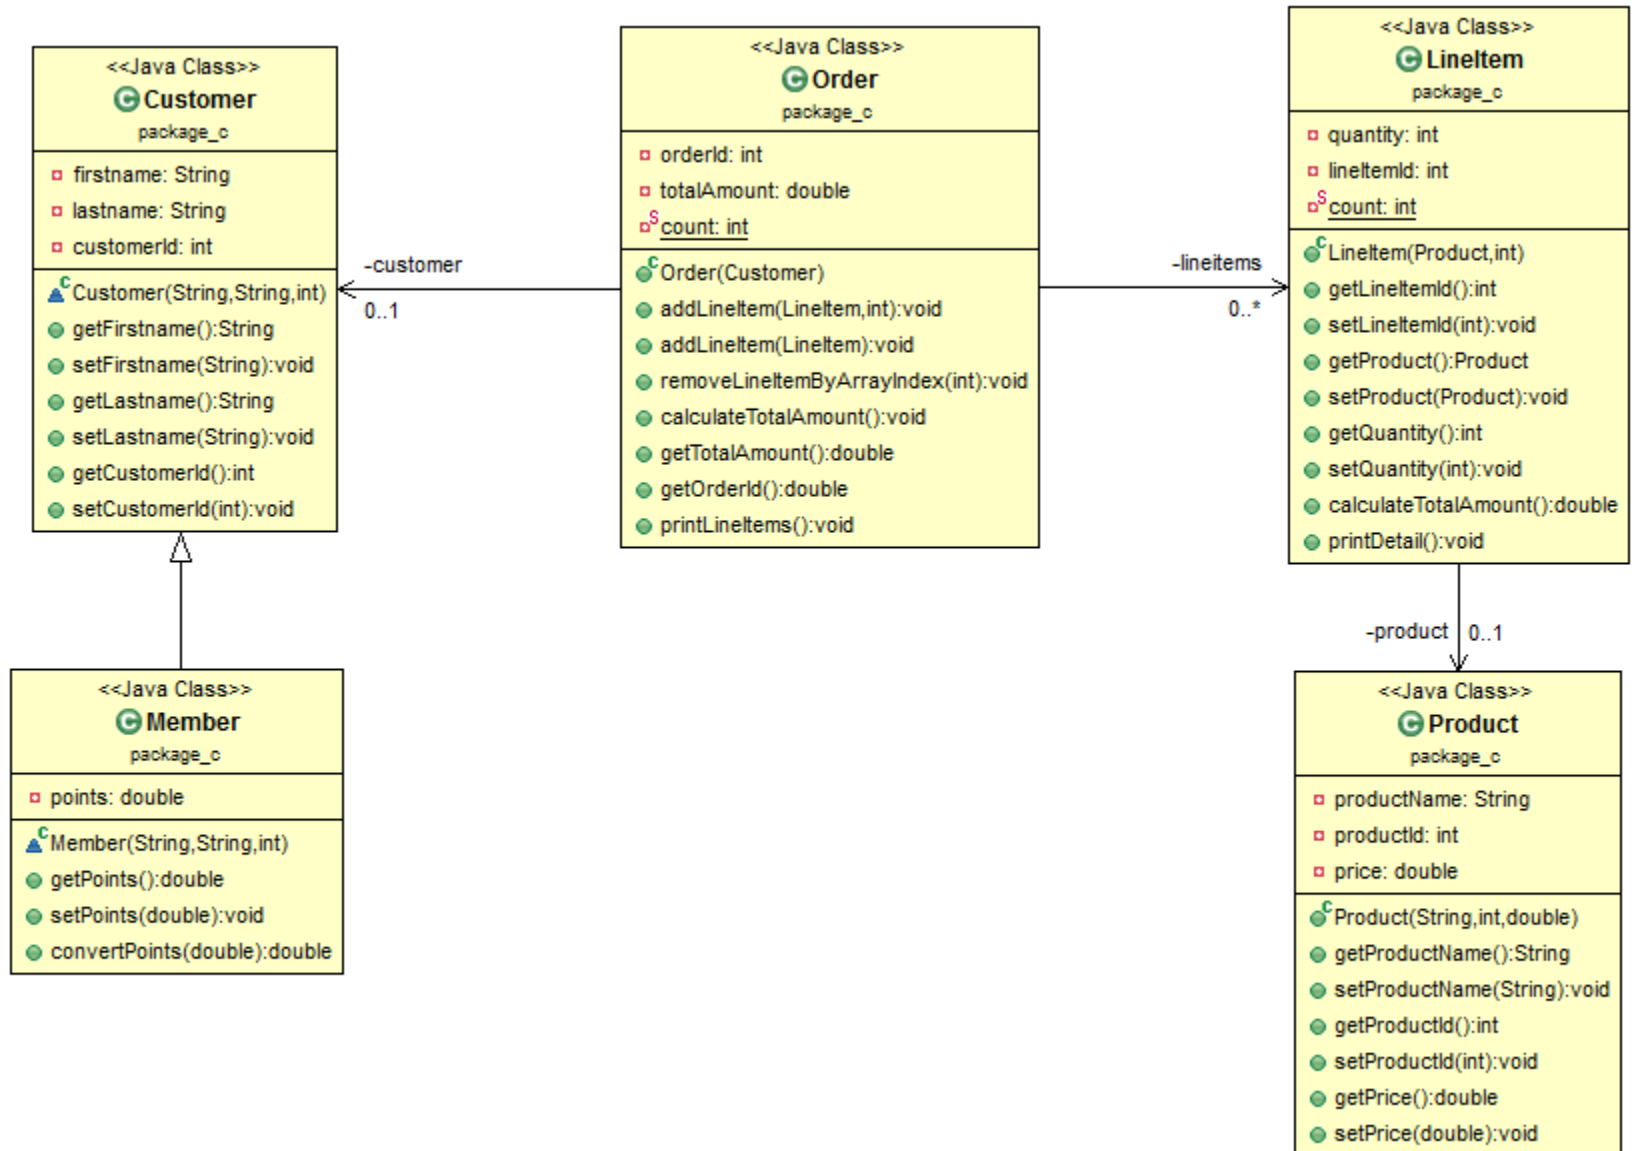 <<Java Class>>
Customer
package_c
firstname: String
lastname: String
customerId: int
Customer(String,String,int)
getFirstname():String
setFirstname(String):void
getLastname():String
setLastname(String):void
getCustomerId():int
setCustomerId(int):void
-customer
0..1
<<Java Class>>
Order
package_c
orderId: int
totalAmount: double
count: int
Order(Customer)
addLineItem(LineItem,int):void
addLineItem(LineItem):void
removeLineItemByArrayIndex(int):void
calculateTotalAmount():void
getTotalAmount():double
getOrderId():double
printLineItems():void
-lineitems
0..*
<<Java Class>>
LineItem
package_c
quantity: int
lineItemId: int
count: int
LineItem(Product,int)
getLineItemId():int
setLineItemId(int):void
getProduct():Product
setProduct(Product):void
getQuantity():int
setQuantity(int):void
calculateTotalAmount():double
printDetail():void
-product
0..1
<<Java Class>>
Member
package_c
points: double
Member(String,String,int)
getPoints():double
setPoints(double):void
convertPoints(double):double
<<Java Class>>
Product
package_c
productName: String
productId: int
price: double
Product(String,int,double)
getProductName():String
setProductName(String):void
getProductId():int
setProductId(int):void
getPrice():double
setPrice(double):void